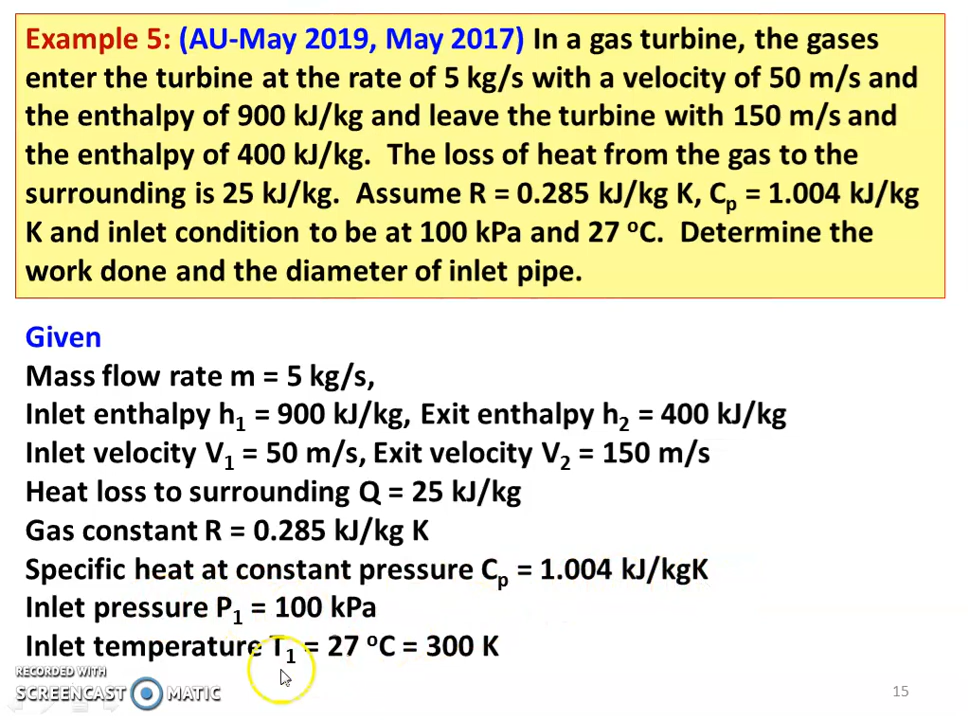 Example 5: (AU-May 2019, May 2017) In a gas turbine, the gases
enter the turbine at the rate of 5 kg/s with a velocity of 50 m/s and
the enthalpy of 900 kJ/kg and leave the turbine with 150 m/s and
the enthalpy of 400 kJ/kg.  The loss of heat from the gas to the
surrounding is 25 kJ/kg.  Assume R = 0.285 kJ/kg K, Cₚ = 1.004 kJ/kg
K and inlet condition to be at 100 kPa and 27 ºC.  Determine the
work done and the diameter of inlet pipe.
Given
Mass flow rate m = 5 kg/s,
Inlet enthalpy h₁ = 900 kJ/kg, Exit enthalpy h₂ = 400 kJ/kg
Inlet velocity V₁ = 50 m/s, Exit velocity V₂ = 150 m/s
Heat loss to surrounding Q = 25 kJ/kg
Gas constant R = 0.285 kJ/kg K
Specific heat at constant pressure Cₚ = 1.004 kJ/kgK
Inlet pressure P₁ = 100 kPa
Inlet temperature T₁ = 27 ºC = 300 K
RECORDED WITH
SCREENCAST MATIC
15